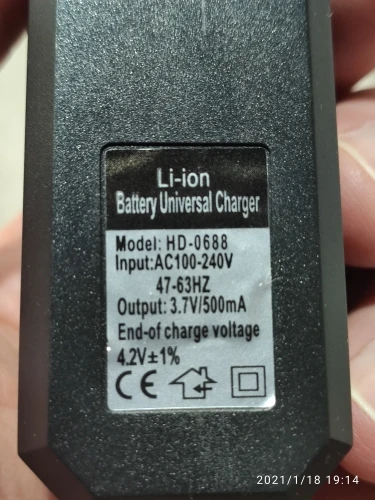 Li-ion
Battery Universal Charger
Model: HD-0688
Input:AC100-240V
47-63HZ
Output: 3.7V/500mA
End-of charge voltage
4.2V±1%
CE
2021/1/18 19:14